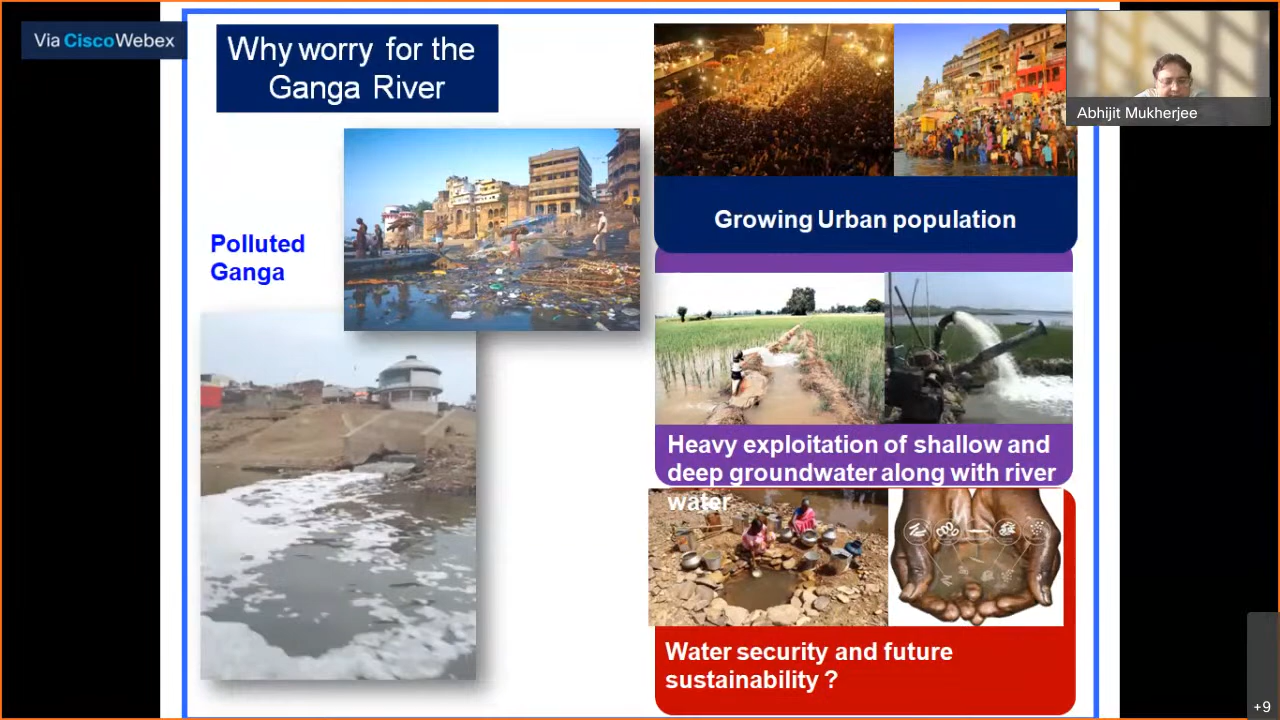 Via CiscoWebex
Why worry for the
Ganga River
Abhijit Mukherjee
Growing Urban population
Polluted
Ganga
Heavy exploitation of shallow and
deep groundwater along with river
water
Water security and future
sustainability ?
+9